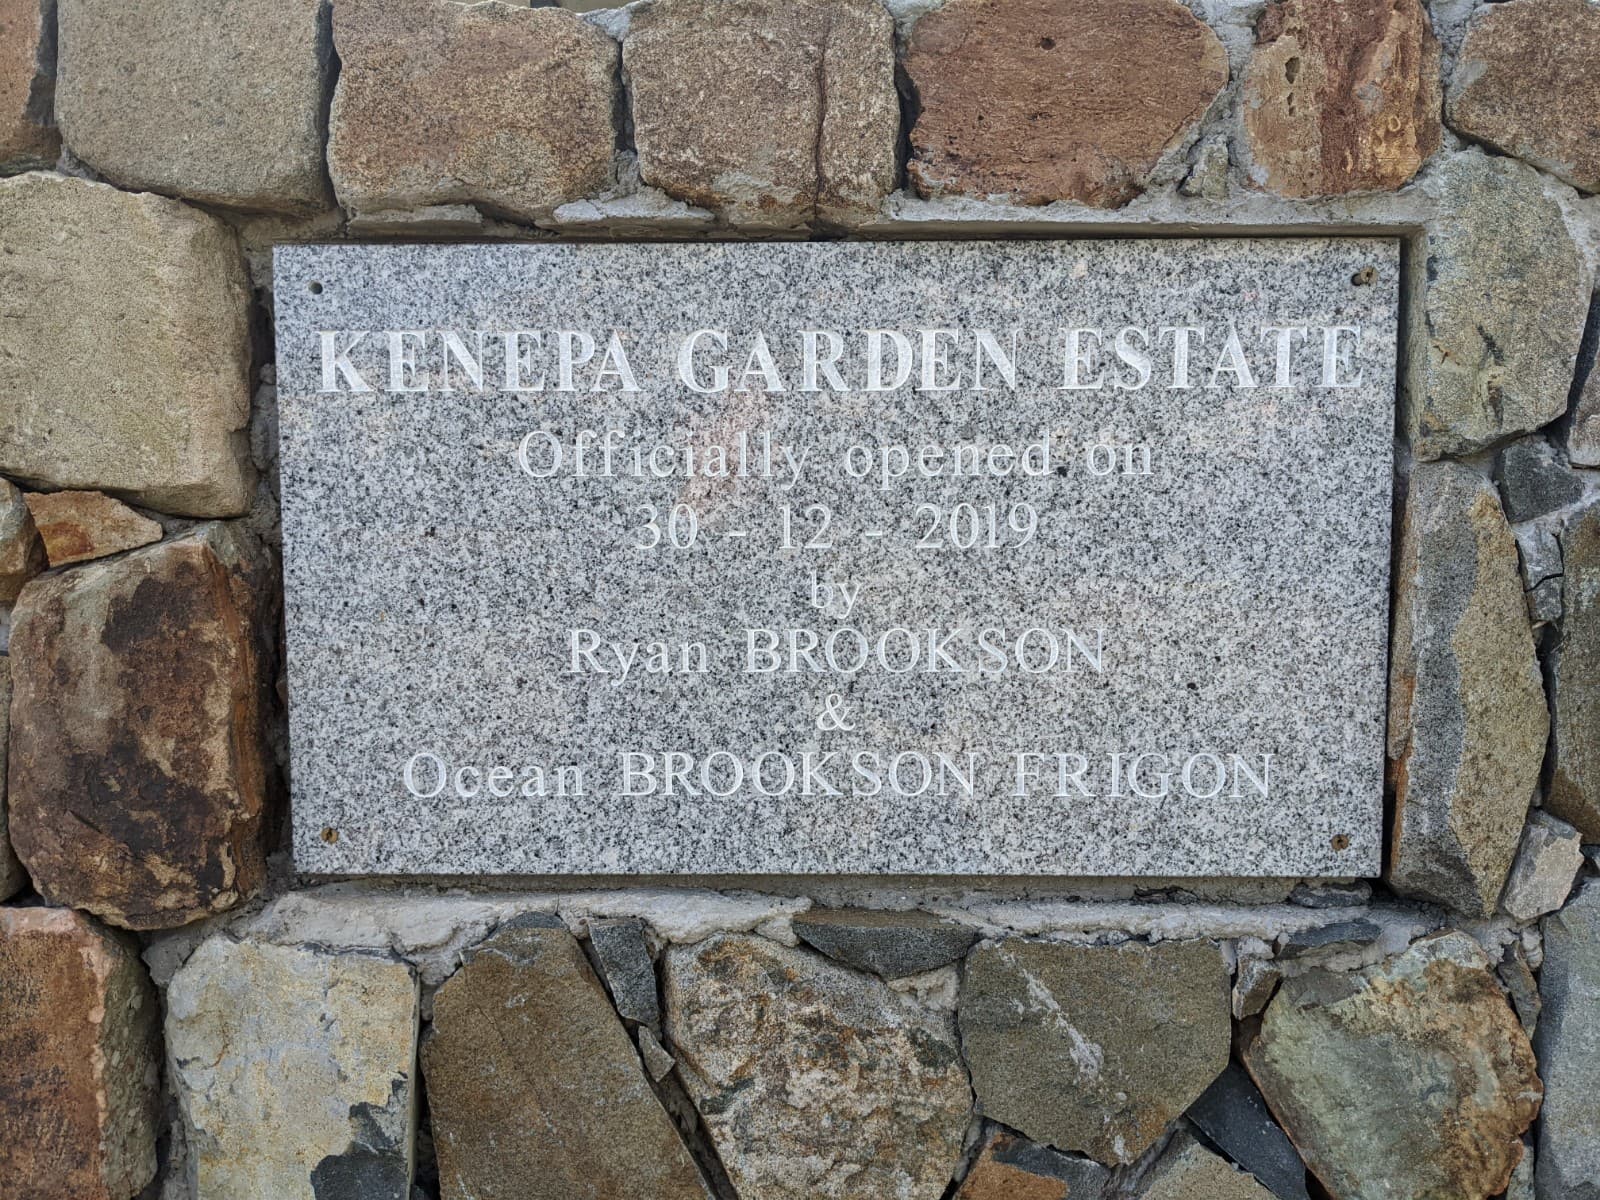 KENEPA GARDEN ESTATE
Officially opened on
30 - 12 - 2019
by
Ryan BROOKSON
&
Ocean BROOKSON FRIGON